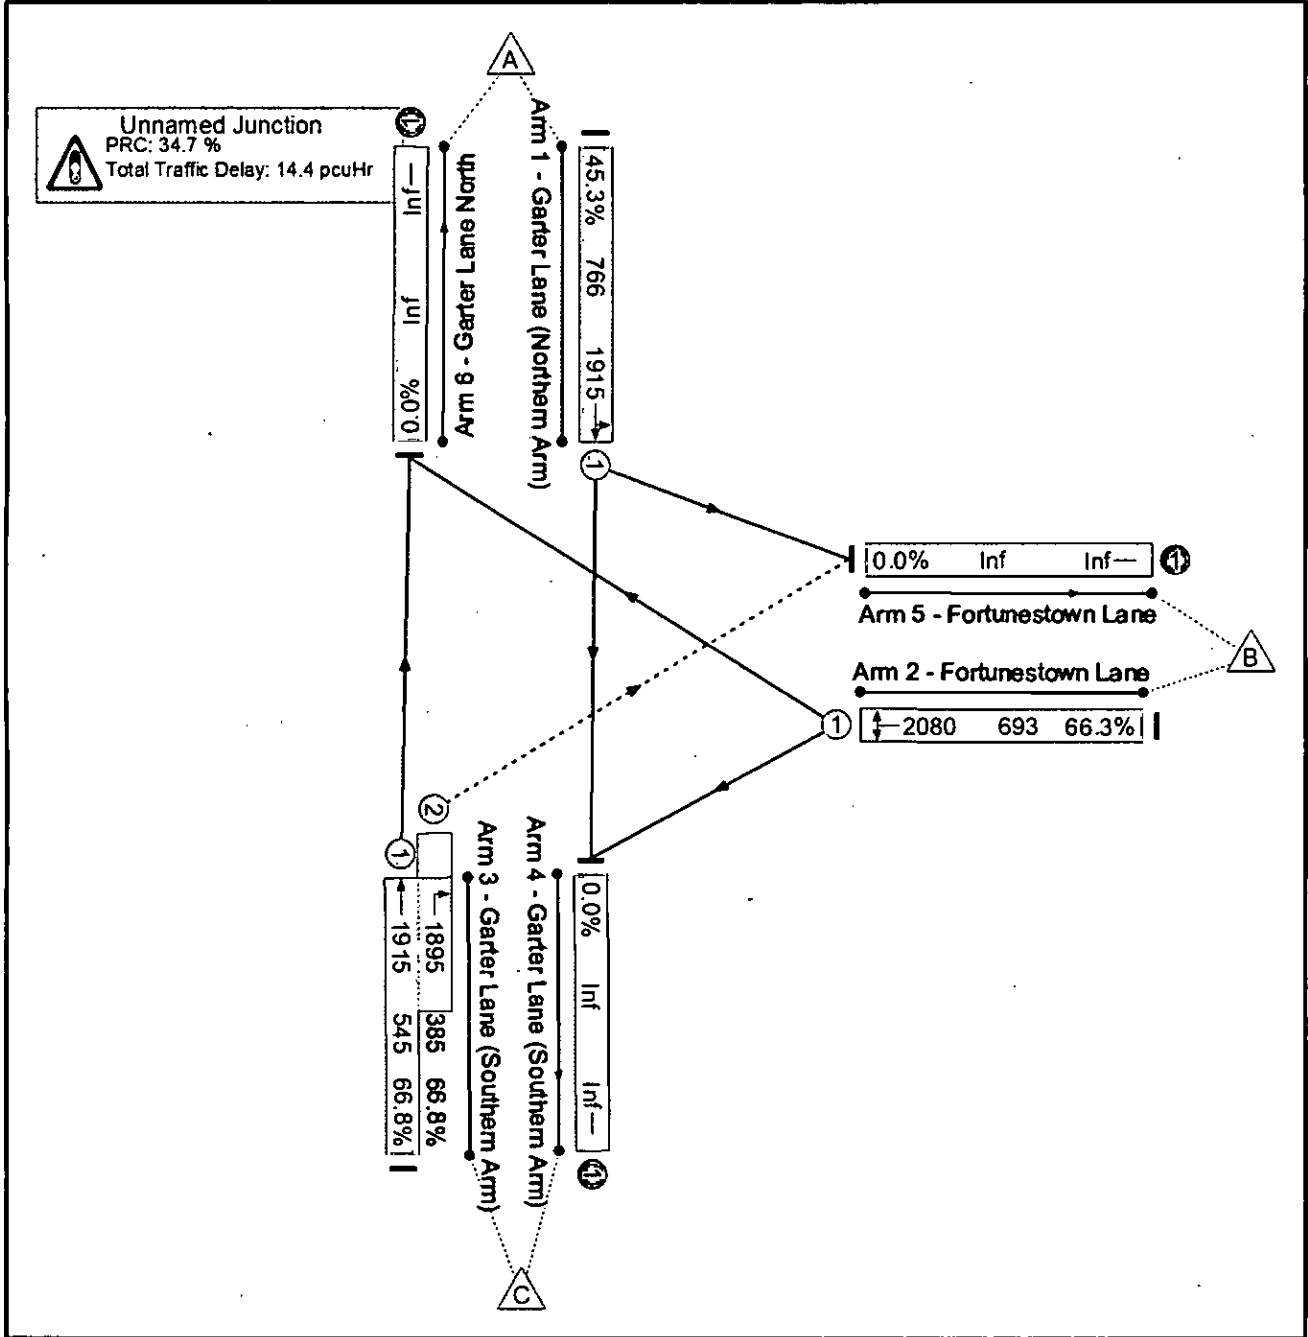 A
Unnamed Junction
PRC: 34.7 %
Total Traffic Delay: 14.4 pcuHr
1
Inf Inf 0.0%
Arm 6 - Garter Lane North
Arm 1 - Garter Lane (Northern Arm)
45.3% 766 1915
1
0.0% Inf Inf
1
Arm 5 - Fortunestown Lane
B
Arm 2 - Fortunestown Lane
1
2080 693 66.3%
2
1
1915 545 66.8%
1895 385 66.8%
Arm 3 - Garter Lane (Southern Arm)
Arm 4 - Garter Lane (Southern Arm)
0.0% Inf Inf
1
C